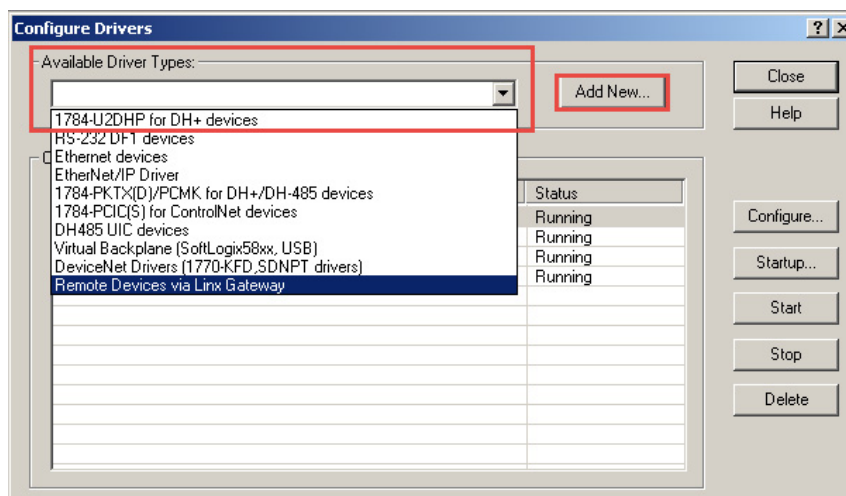 Configure Drivers
Available Driver Types:
Add New...
Close
Help
1784-U2DHP for DH+ devices
RS-232 DF1 devices
Ethernet devices
EtherNet/IP Driver
1784-PKTX(D)/PCMK for DH+/DH-485 devices
1784-PCIC(S) for ControlNet devices
DH485 UIC devices
Virtual Backplane (SoftLogix58xx, USB)
DeviceNet Drivers (1770-KFD,SDNPT drivers)
Remote Devices via Linx Gateway
Status
Running
Running
Running
Running
Configure...
Startup...
Start
Stop
Delete